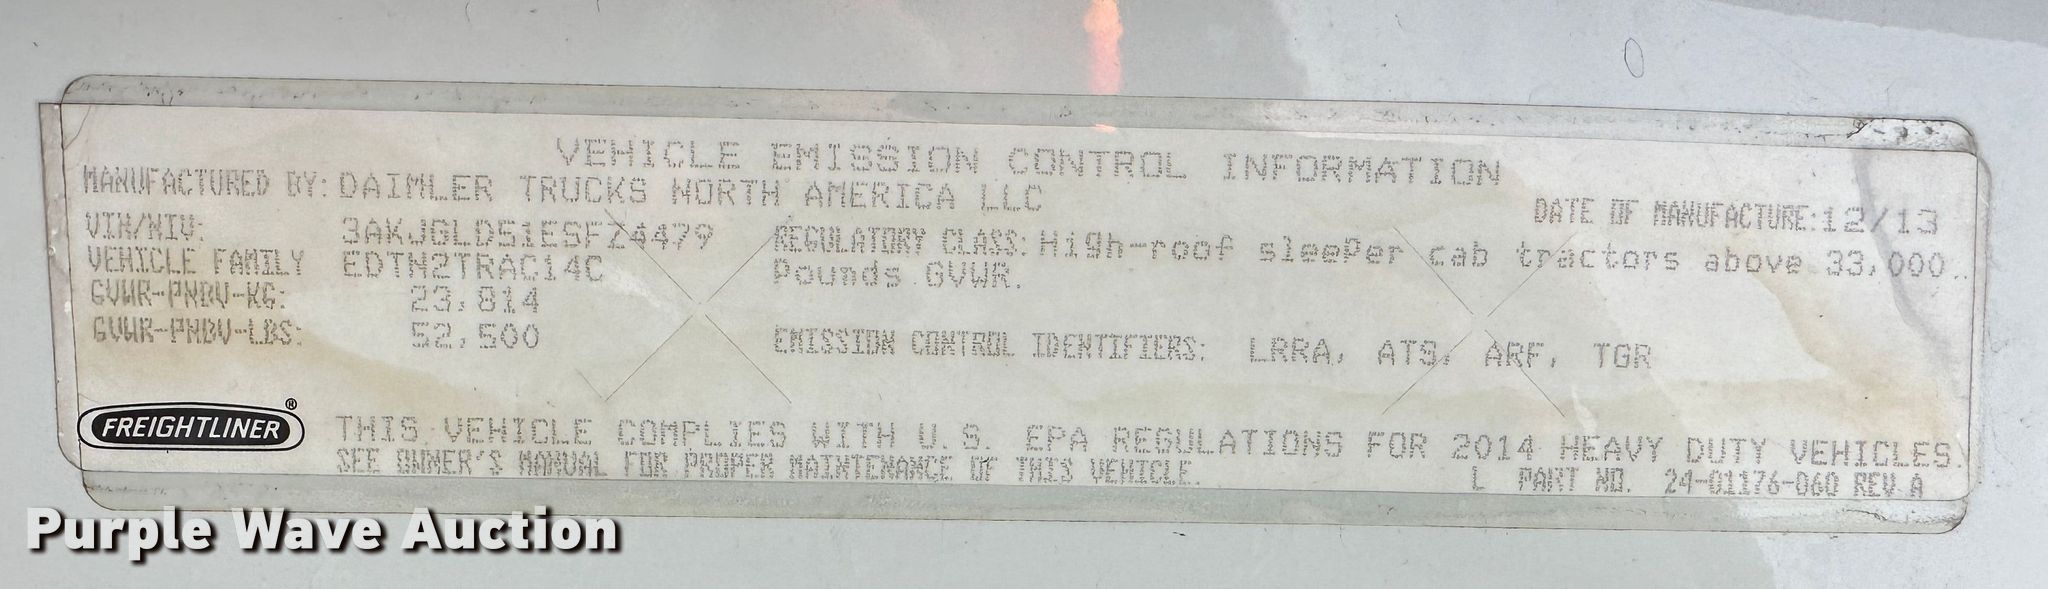 VEHICLE EMISSION CONTROL INFORMATION
MANUFACTURED BY: DAIMLER TRUCKS NORTH AMERICA LLC
DATE OF MANUFACTURE: 12/13
VIN/NIV: 3AKJGLD51ESFZ4479
REGULATORY CLASS: High-roof sleeper cab tractors above 33,000
Pounds GVWR.
VEHICLE FAMILY EDTN2TRAC14C
GVWR-PNBV-KG: 23,814
GVWR-PNBV-LBS: 52,500
EMISSION CONTROL IDENTIFIERS: LRRA, ATS, ARF, TGR
FREIGHTLINER ®
THIS VEHICLE COMPLIES WITH U.S. EPA REGULATIONS FOR 2014 HEAVY DUTY VEHICLES.
SEE OWNER'S MANUAL FOR PROPER MAINTENANCE OF THIS VEHICLE.
L PART NO. 24-01176-060 REV A
Purple Wave Auction